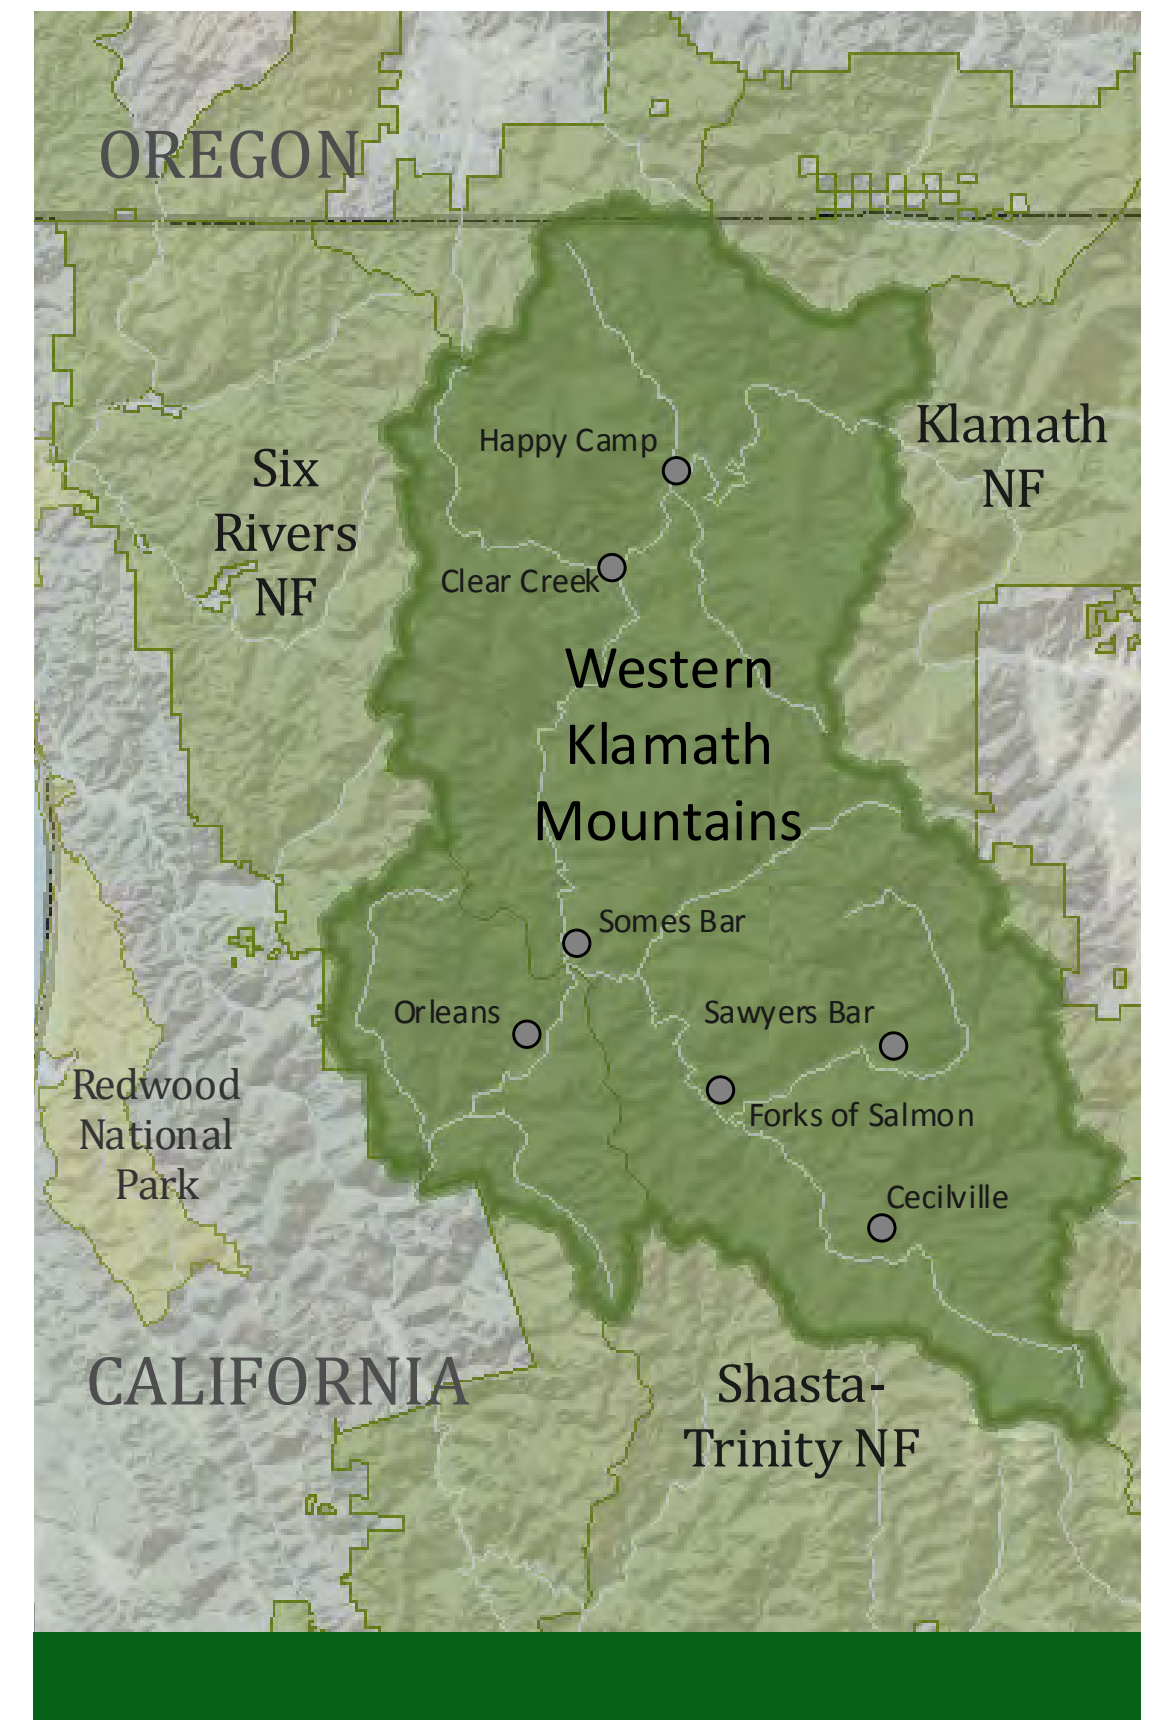 OREGON
Klamath
NF
Happy Camp
Six
Rivers
NF
Clear Creek
Western
Klamath
Mountains
Somes Bar
Orleans
Sawyers Bar
Redwood
National
Park
Forks of Salmon
Cecilville
CALIFORNIA
Shasta-
Trinity NF